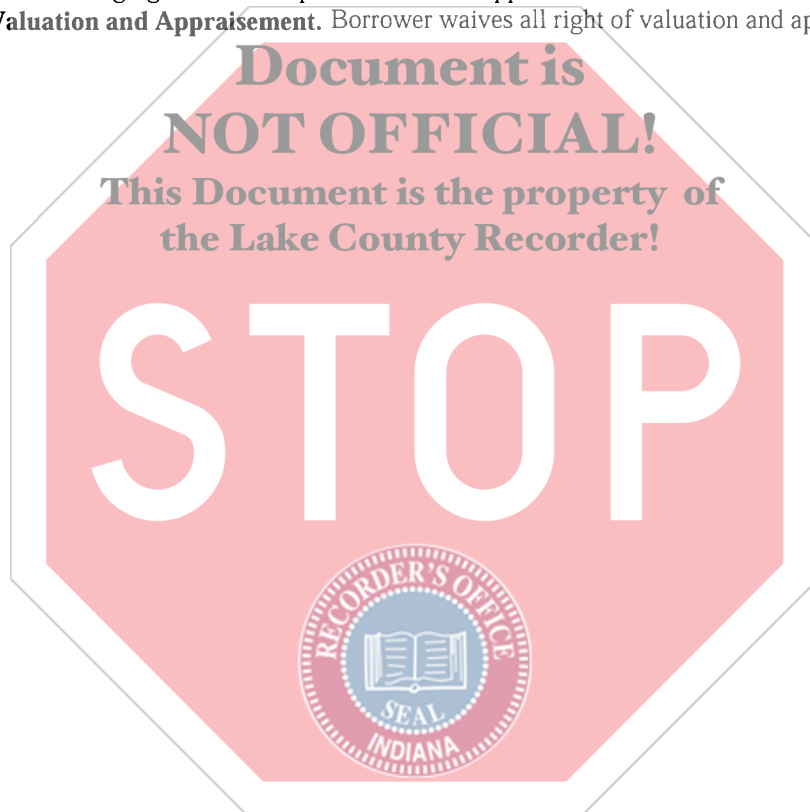 Valuation and Appraisement. Borrower waives all right of valuation and
Document is
NOT OFFICIAL!
This Document is the property of
the Lake County Recorder!
STOP
RECORDER'S OFFICE
SEAL
INDIANA